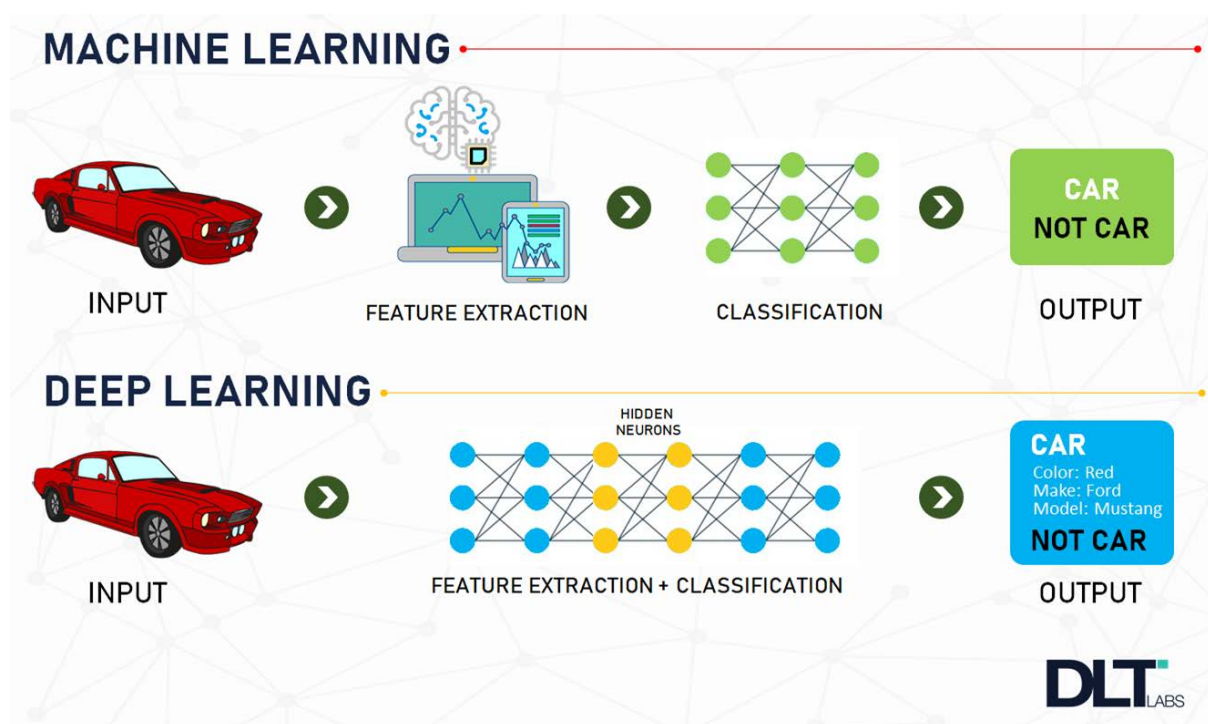 MACHINE LEARNING
INPUT
FEATURE EXTRACTION
CLASSIFICATION
CAR
NOT CAR
OUTPUT
DEEP LEARNING
INPUT
HIDDEN
NEURONS
FEATURE EXTRACTION + CLASSIFICATION
CAR
Color: Red
Make: Ford
Model: Mustang
NOT CAR
OUTPUT
DLT LABS